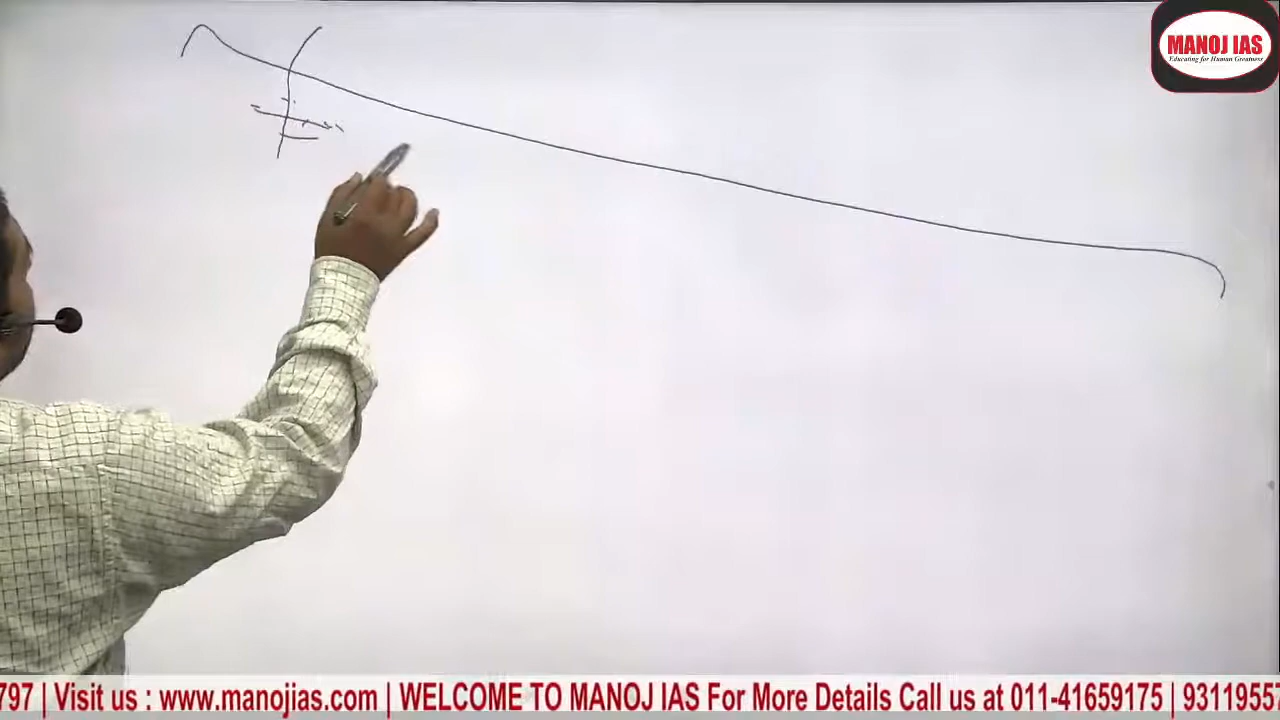 MANOJ IAS
Educating for Human Greatness
797 | Visit us : www.manojias.com | WELCOME TO MANOJ IAS For More Details Call us at 011-41659175 | 9311955